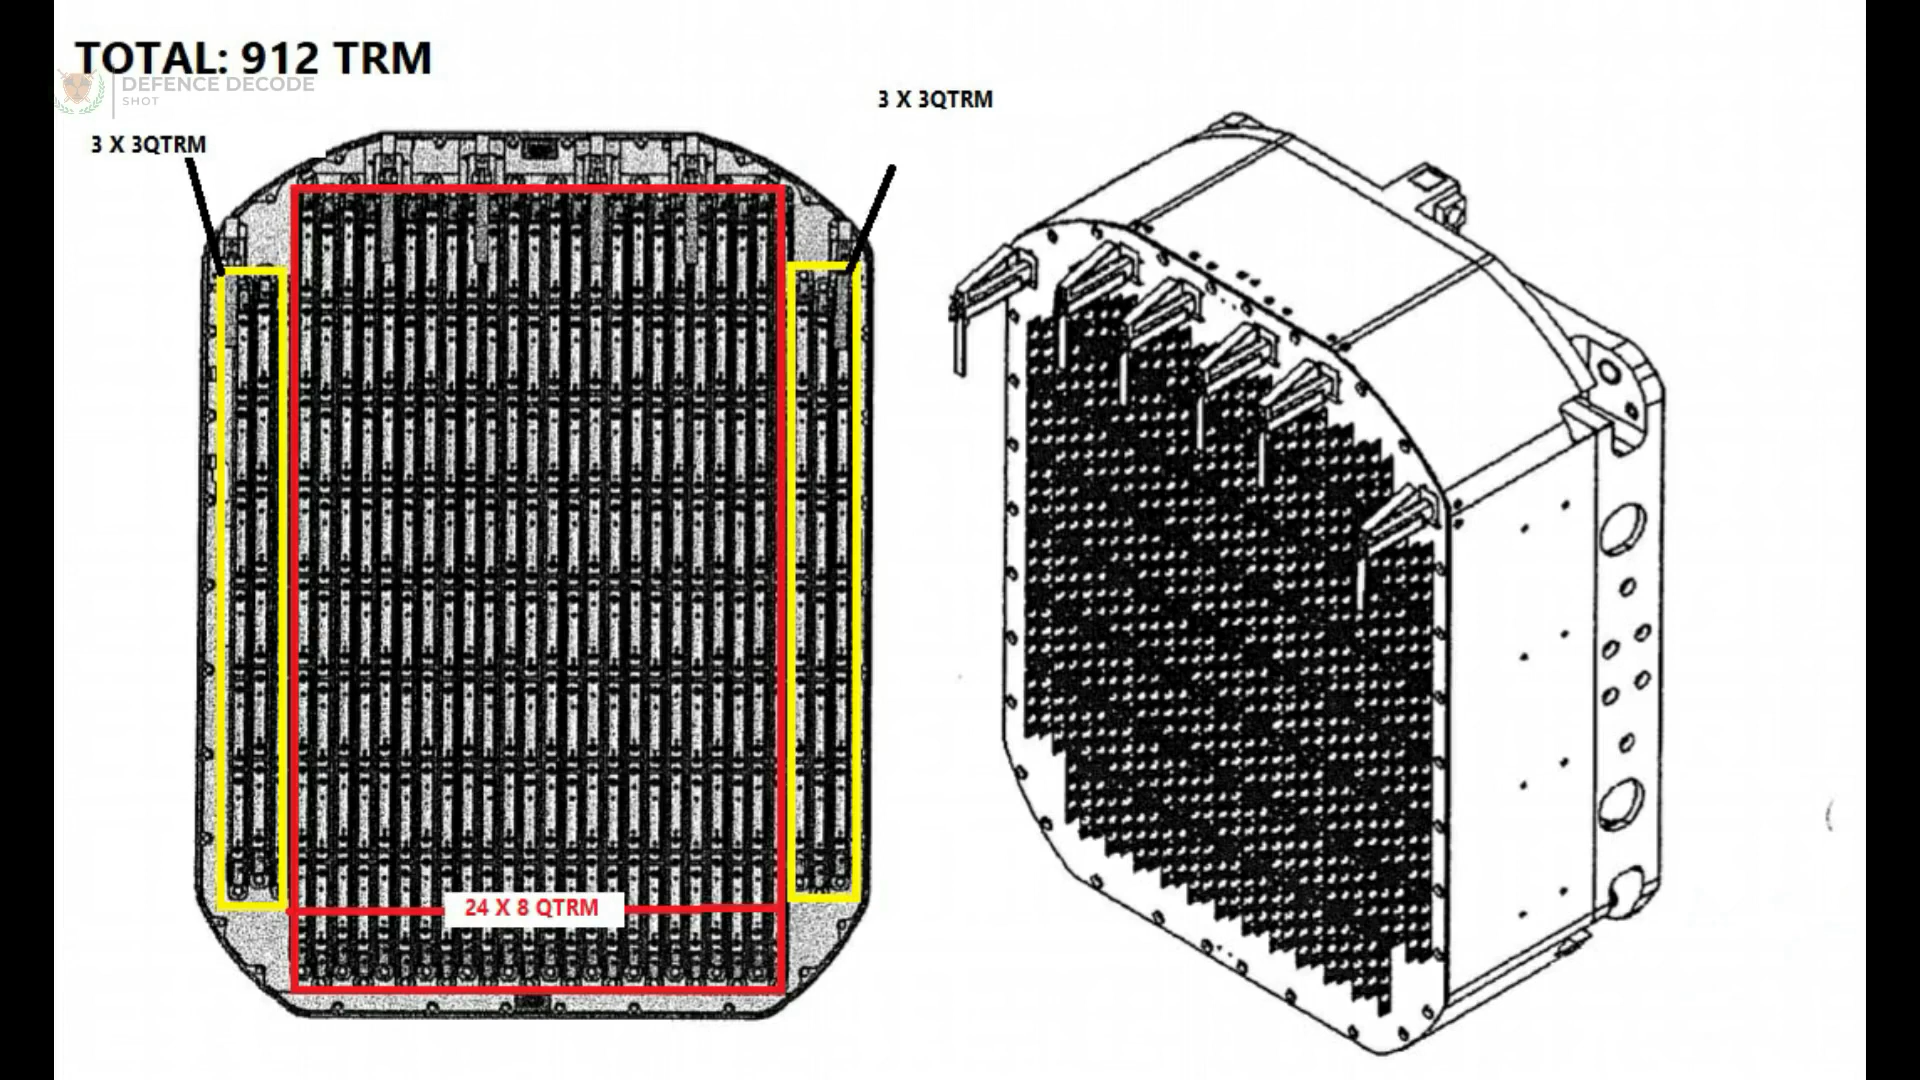 TOTAL: 912 TRM
DEFENCE DECODE
SHOT
3 X 3QTRM
3 X 3QTRM
24 X 8 QTRM